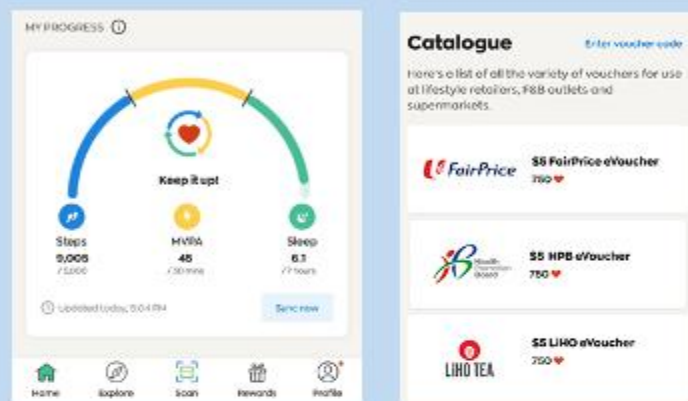 MY PROGRESS
Keep it up!
Steps
9,005
/ 5,000
MVPA
45
/ 30 mins
Sleep
6.1
/ 7 hours
Updated today, 5:04 PM
Sync now
Home
Explore
Scan
Rewards
Profile
Catalogue
Enter voucher code
Here's a list of all the variety of vouchers for use
at lifestyle retailers, F&B outlets and
supermarkets.
FairPrice
$5 FairPrice eVoucher
750
Health
Promotion
Board
$5 HPB eVoucher
750
LiHO TEA
$5 LiHO eVoucher
750